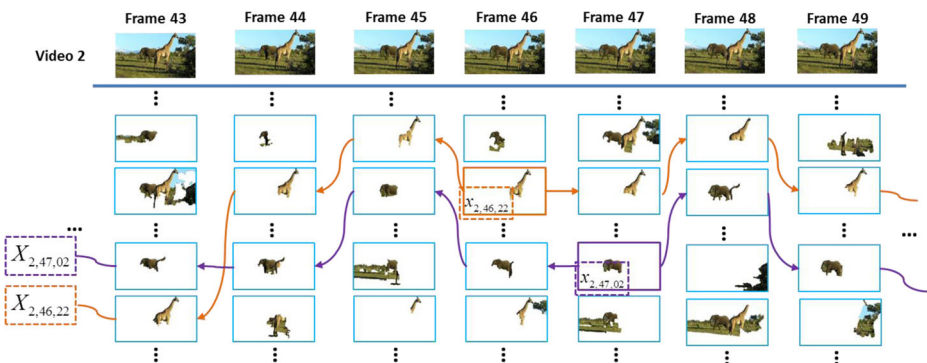 Frame 43 Frame 44 Frame 45 Frame 46 Frame 47 Frame 48 Frame 49
Video 2
x2,46,22
... ...
X2,47,02
x2,47,02
X2,46,22